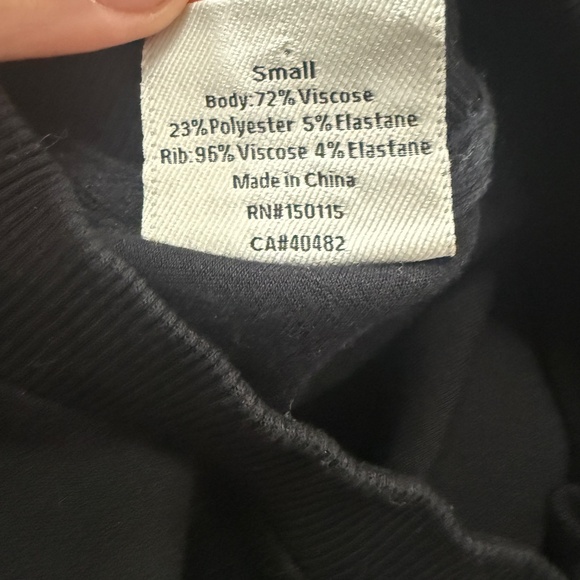 Small
Body:72% Viscose
23%Polyester 5% Elastane
Rib:96% Viscose 4% Elastane
Made in China
RN#150115
CA#40482